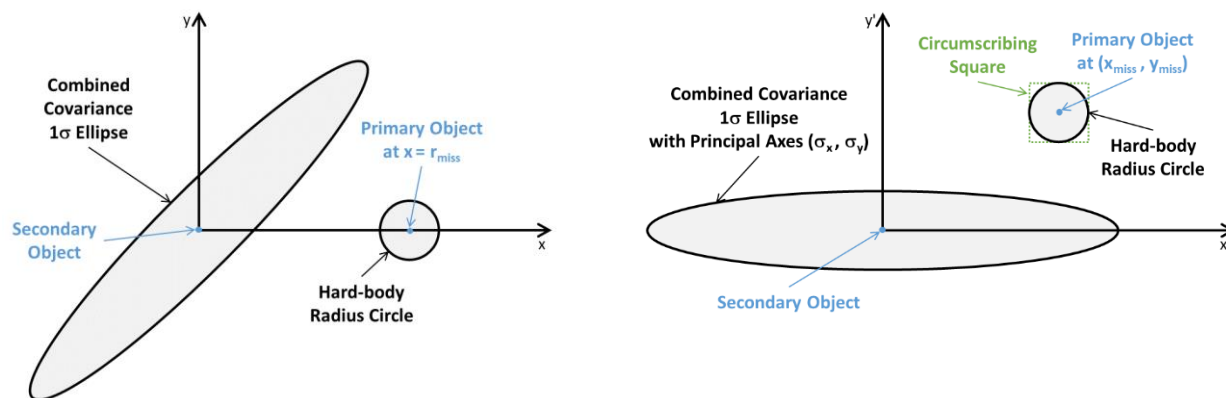 y
Combined
Covariance
1σ Ellipse
Primary Object
at x = r_miss
Secondary
Object
x
Hard-body
Radius Circle
y'
Circumscribing
Square
Primary Object
at (x_miss , y_miss)
Combined Covariance
1σ Ellipse
with Principal Axes (σ_x , σ_y)
Hard-body
Radius Circle
x
Secondary Object